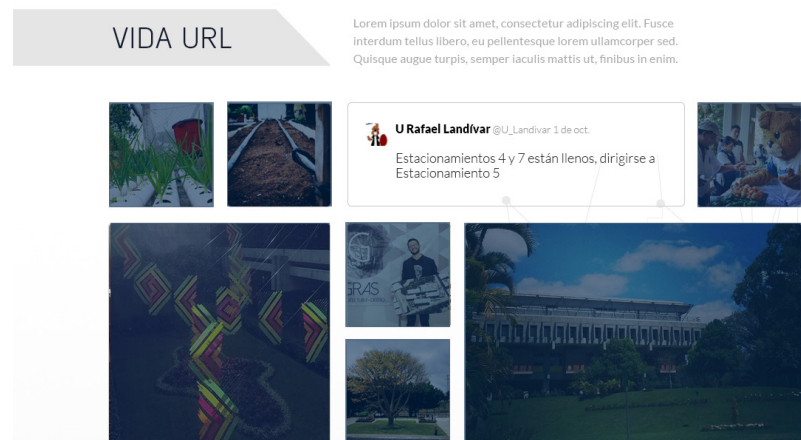 VIDA URL
Lorem ipsum dolor sit amet, consectetur adipiscing elit. Fusce
interdum tellus libero, eu pellentesque lorem ullamcorper sed.
Quisque augue turpis, semper iaculis mattis ut, finibus in enim.
U Rafael Landívar @U_Landivar 1 de oct.
Estacionamientos 4 y 7 están llenos, dirigirse a
Estacionamiento 5
GRAS